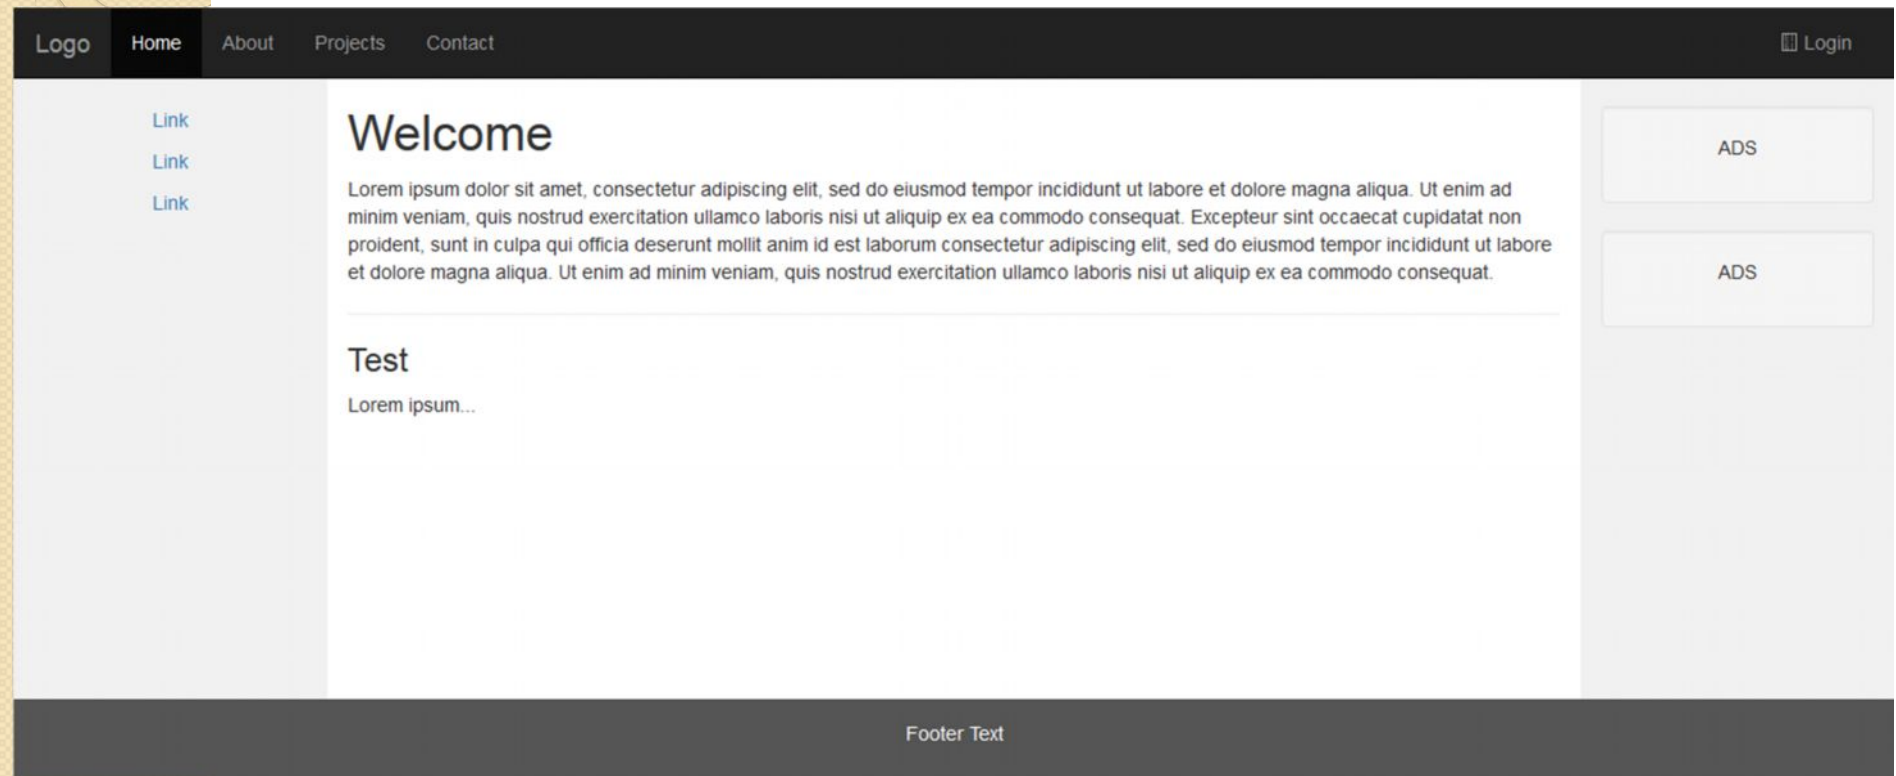 Logo Home About Projects Contact Login
Link
Link
Link
Welcome
Lorem ipsum dolor sit amet, consectetur adipiscing elit, sed do eiusmod tempor incididunt ut labore et dolore magna aliqua. Ut enim ad
minim veniam, quis nostrud exercitation ullamco laboris nisi ut aliquip ex ea commodo consequat. Excepteur sint occaecat cupidatat non
proident, sunt in culpa qui officia deserunt mollit anim id est laborum consectetur adipiscing elit, sed do eiusmod tempor incididunt ut labore
et dolore magna aliqua. Ut enim ad minim veniam, quis nostrud exercitation ullamco laboris nisi ut aliquip ex ea commodo consequat.
Test
Lorem ipsum...
ADS
ADS
Footer Text